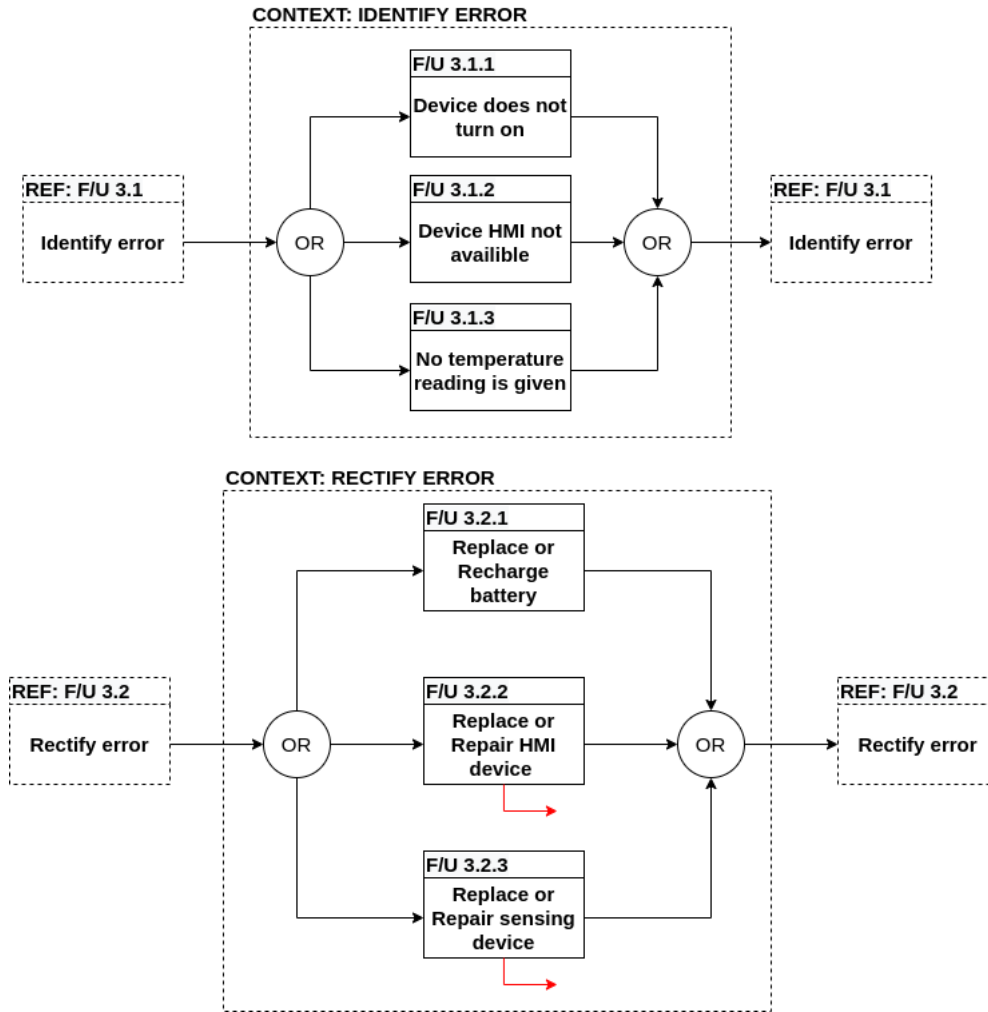 CONTEXT: IDENTIFY ERROR
F/U 3.1.1
Device does not
turn on
REF: F/U 3.1
Identify error
OR
F/U 3.1.2
Device HMI not
availible
OR
REF: F/U 3.1
Identify error
F/U 3.1.3
No temperature
reading is given
CONTEXT: RECTIFY ERROR
F/U 3.2.1
Replace or
Recharge
battery
REF: F/U 3.2
Rectify error
OR
F/U 3.2.2
Replace or
Repair HMI
device
OR
REF: F/U 3.2
Rectify error
F/U 3.2.3
Replace or
Repair sensing
device